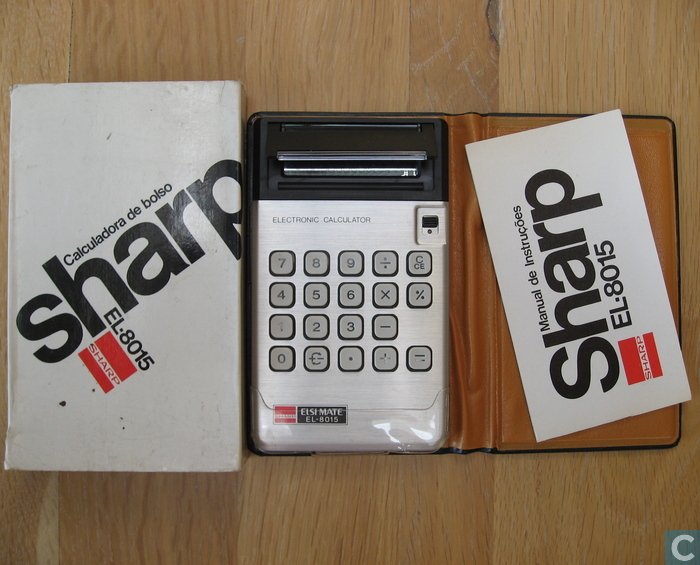 Calculadora de bolso
sharp
EL-8015
SHARP
ELECTRONIC CALCULATOR
7 8 9 ÷ C CE
4 5 6 × %
1 2 3 −
0 · + =
ELSI MATE
EL-8015
Manual de Instruções
Sharp
EL-8015
SHARP
C